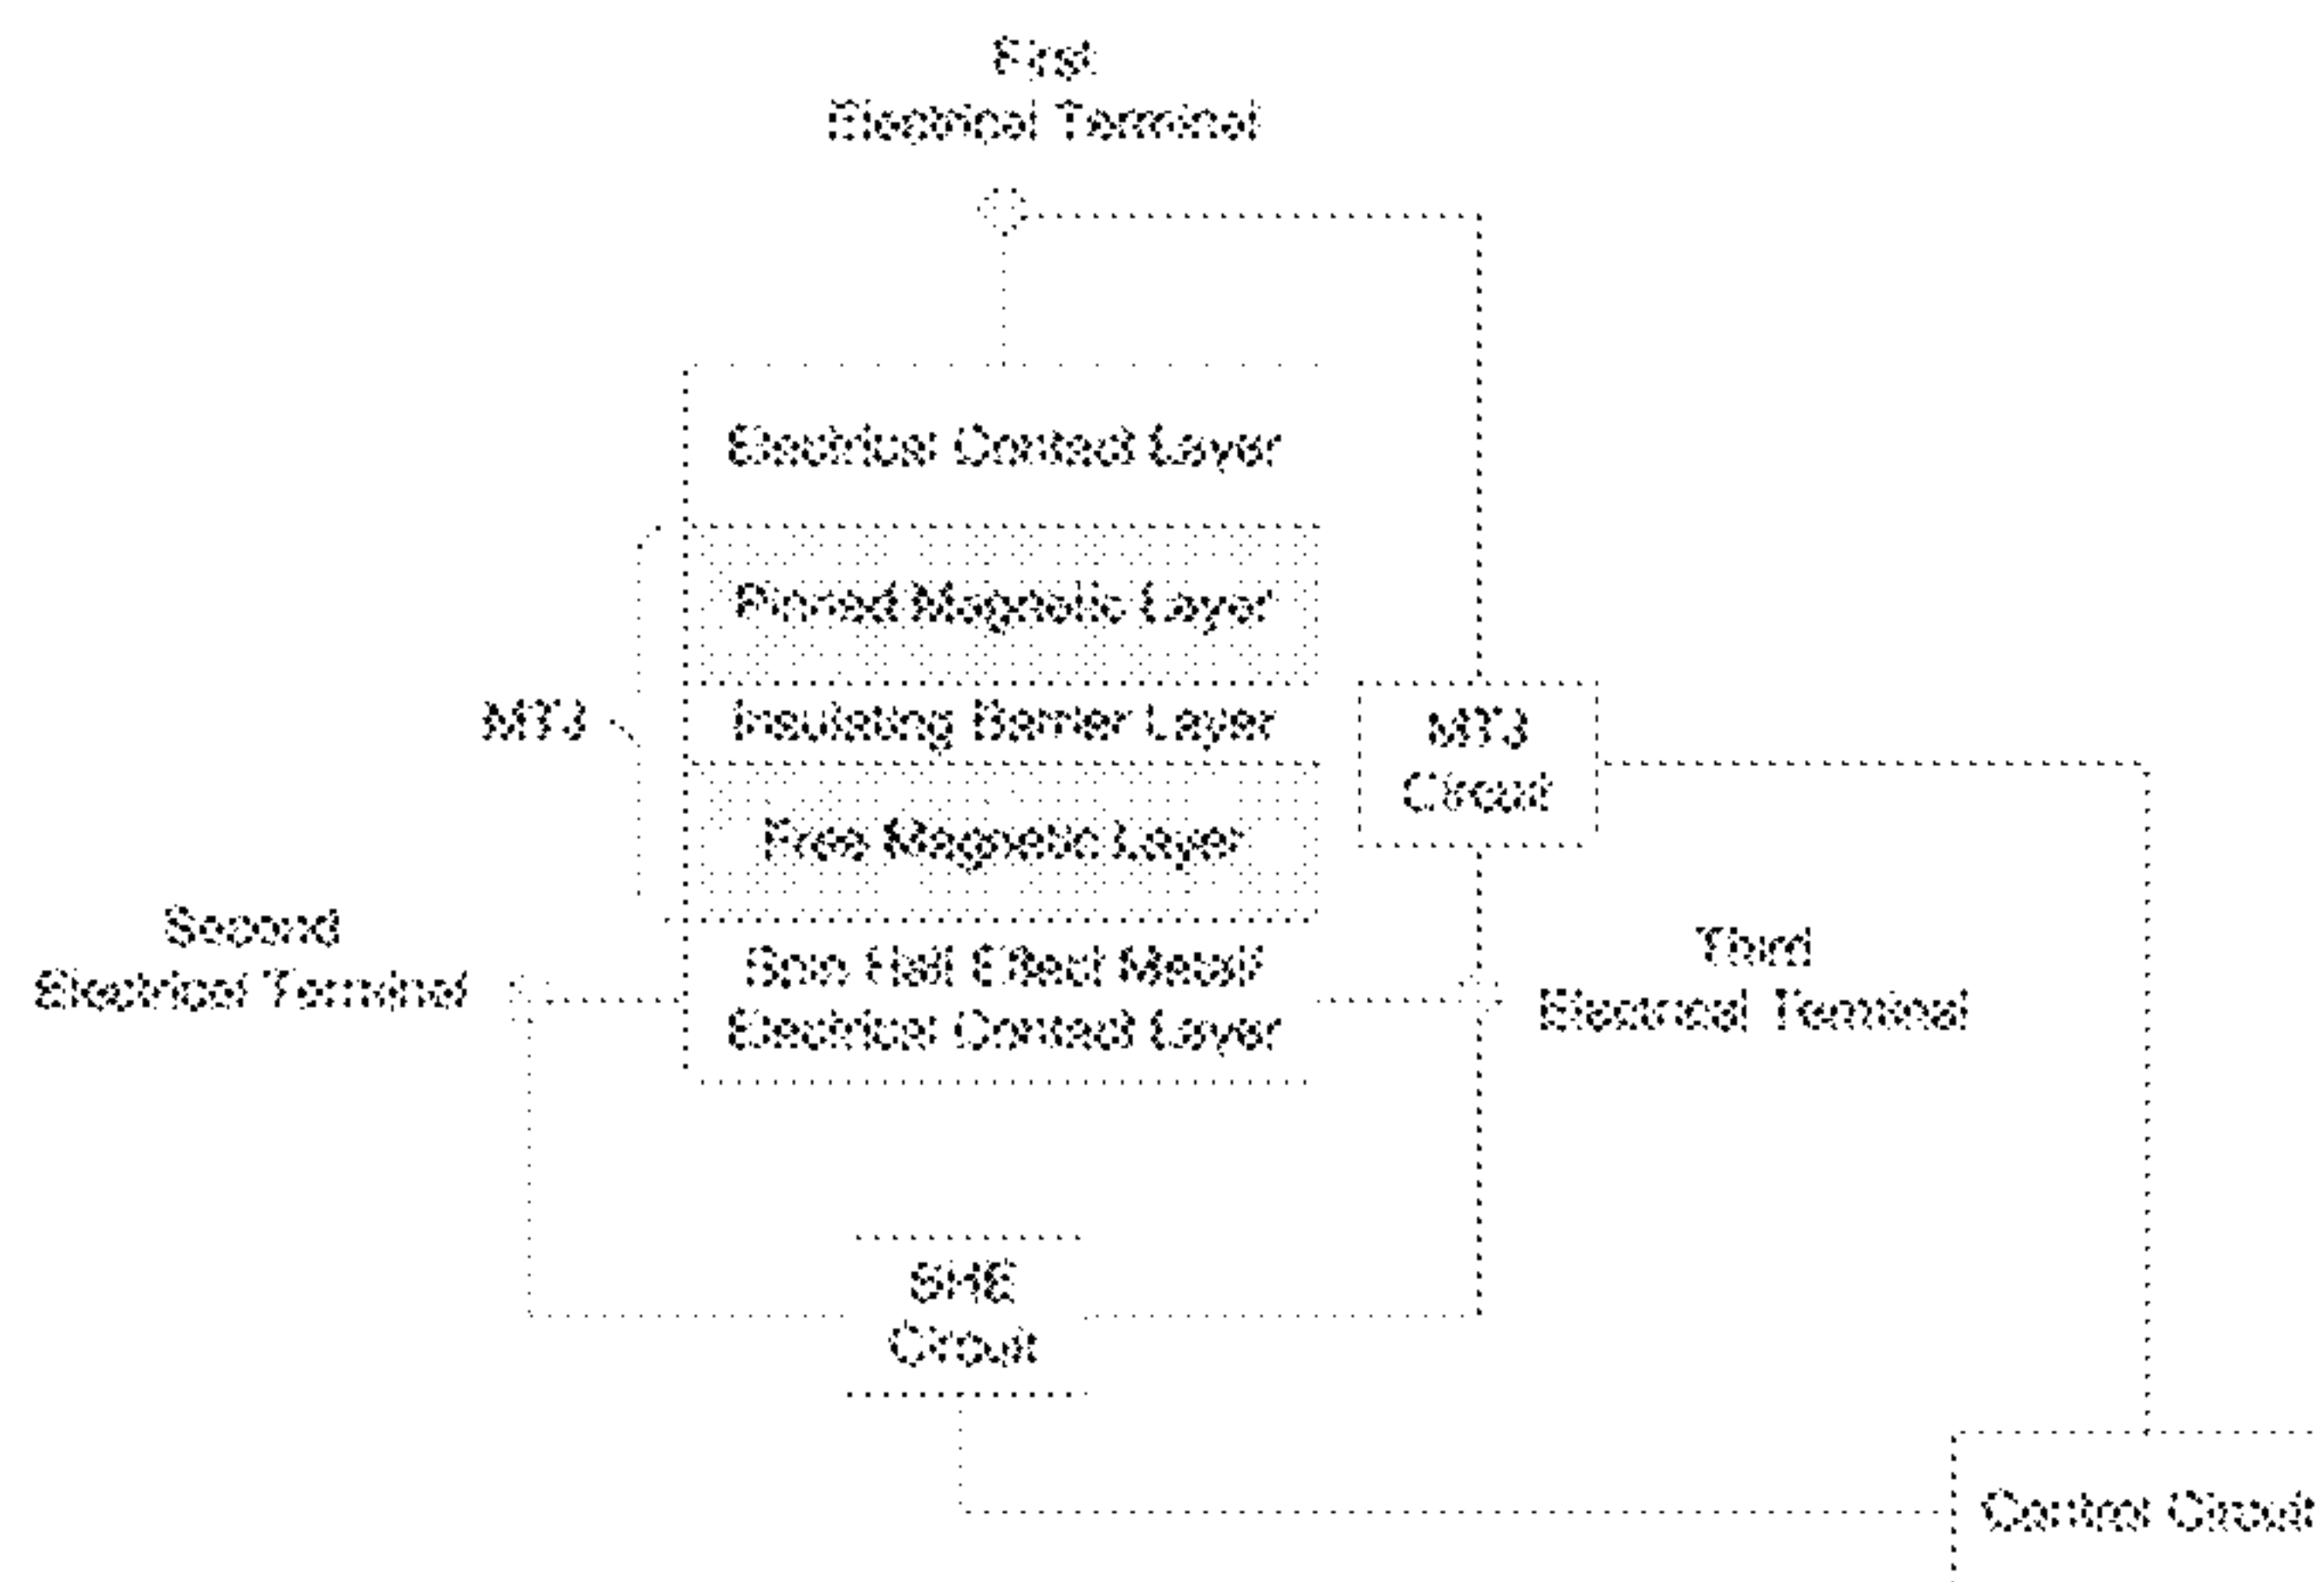 First
Electrical Terminal
Electrical Contact Layer
Pinned Magnetic Layer
MTJ
Insulating Barrier Layer
MTJ
Circuit
Free Magnetic Layer
Second
Electrical Terminal
Spin Hall Effect Metal/
Electrical Contact Layer
Third
Electrical Terminal
SHE
Circuit
Control Circuit